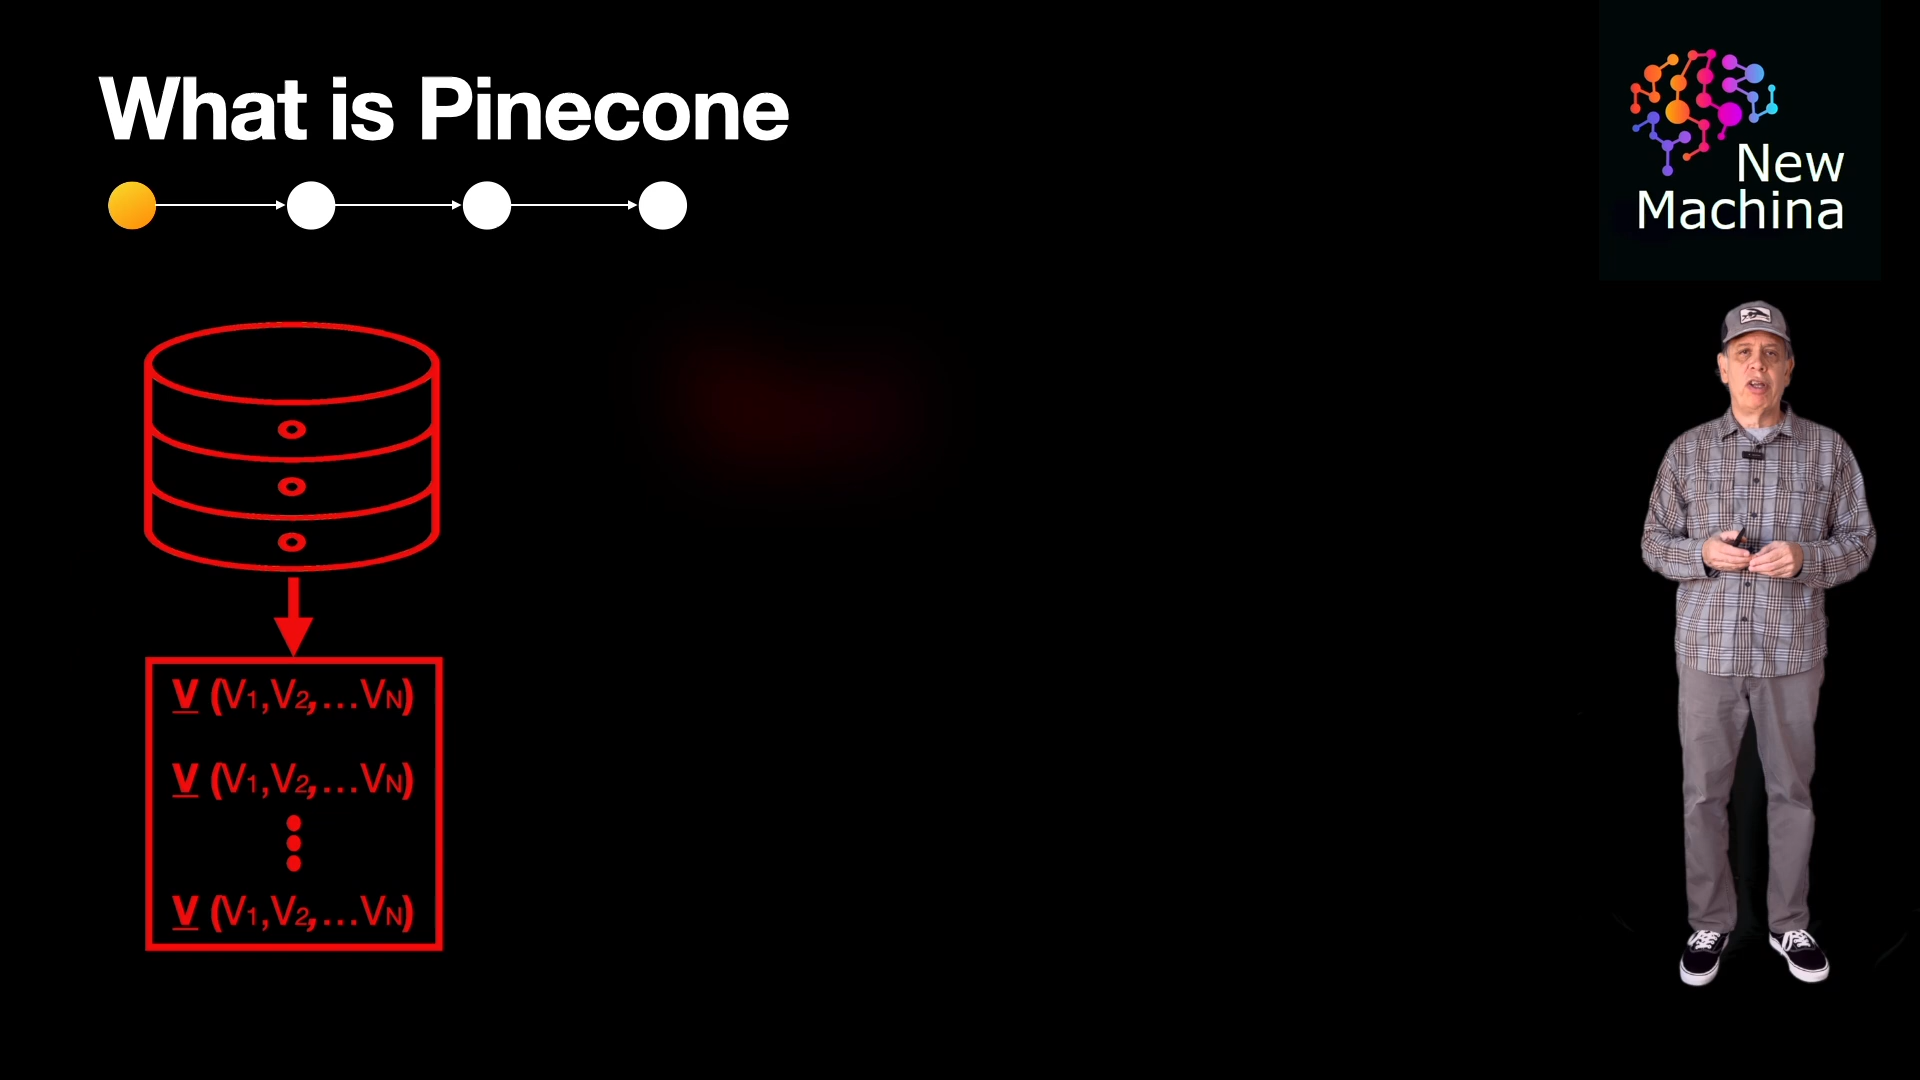 What is Pinecone
New
Machina
V (V1,V2,...VN)
V (V1,V2,...VN)
V (V1,V2,...VN)